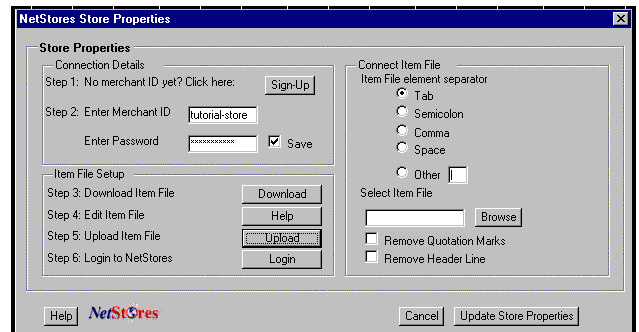 NetStores Store Properties
Store Properties
Connection Details
Step 1: No merchant ID yet? Click here:
Sign-Up
Step 2: Enter Merchant ID
tutorial-store
Enter Password
xxxxxxxxxxx
Save
Item File Setup
Step 3: Download Item File
Download
Step 4: Edit Item File
Help
Step 5: Upload Item File
Upload
Step 6: Login to NetStores
Login
Connect Item File
Item File element separator
Tab
Semicolon
Comma
Space
Other
Select Item File
Browse
Remove Quotation Marks
Remove Header Line
Help
NetStores
Cancel
Update Store Properties